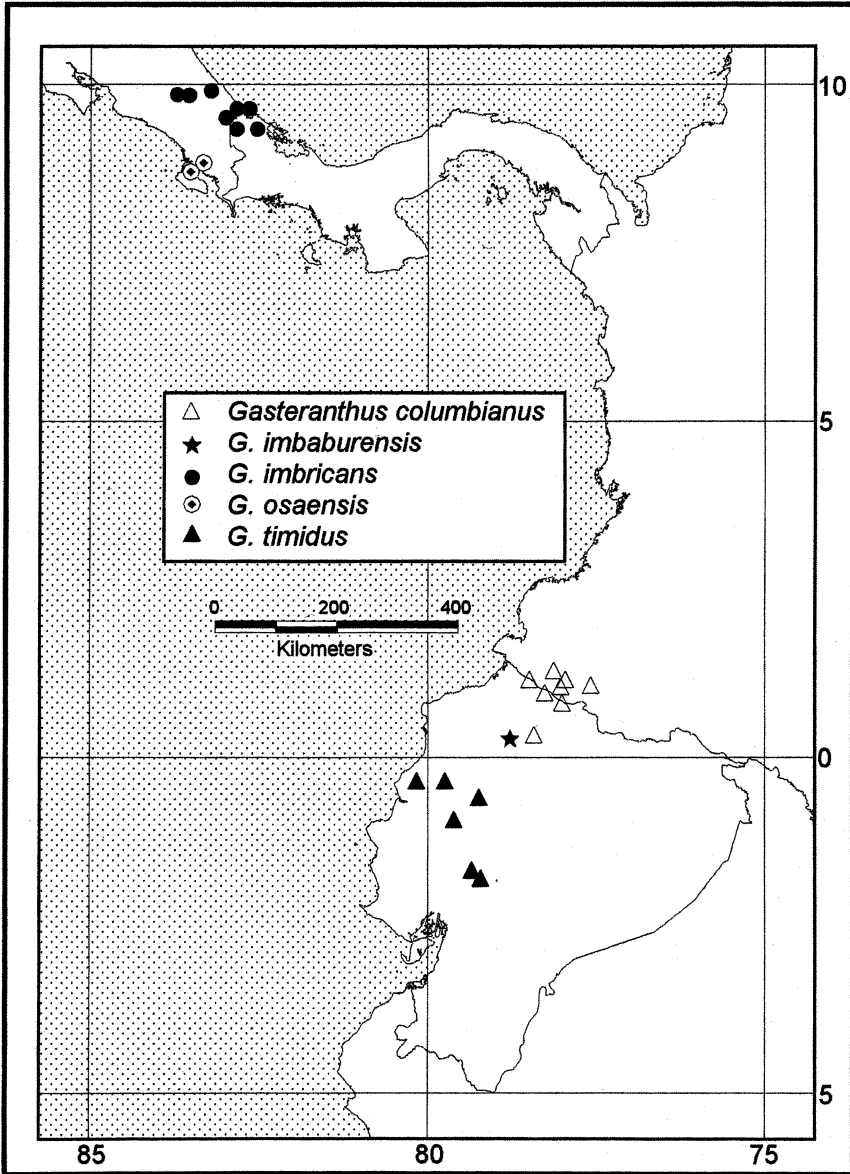 10
Gasteranthus columbianus
G. imbaburensis
5
G. imbricans
G. osaensis
G. timidus
0 200 400
Kilometers
0
5
85 80 75